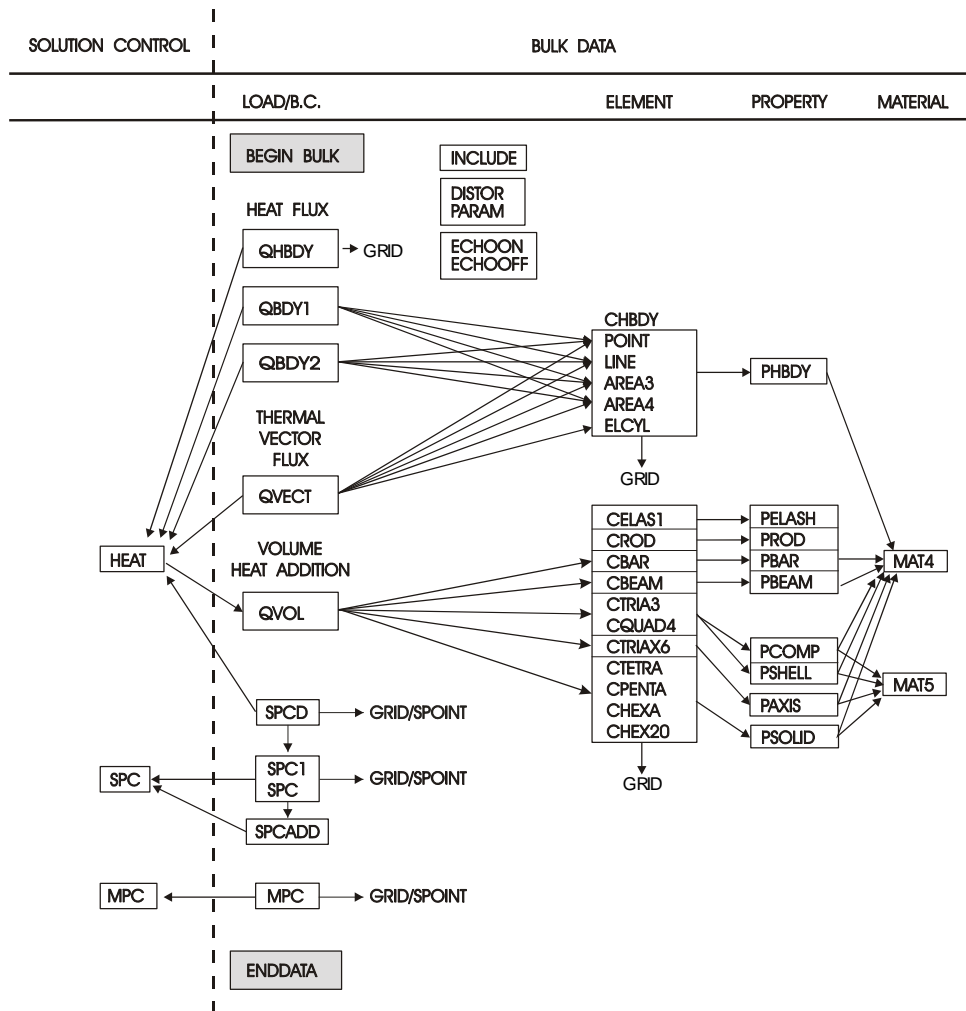 SOLUTION CONTROL
BULK DATA
LOAD/B.C.
ELEMENT
PROPERTY
MATERIAL
BEGIN BULK
INCLUDE
DISTOR
PARAM
ECHOON
ECHOOFF
HEAT FLUX
QHBDY
GRID
QBDY1
QBDY2
THERMAL
VECTOR
FLUX
QVECT
CHBDY
POINT
LINE
AREA3
AREA4
ELCYL
GRID
PHBDY
HEAT
VOLUME
HEAT ADDITION
QVOL
CELAS1
CROD
CBAR
CBEAM
CTRIA3
CQUAD4
CTRIAX6
CTETRA
CPENTA
CHEXA
CHEX20
GRID
PELASH
PROD
PBAR
PBEAM
PCOMP
PSHELL
PAXIS
PSOLID
MAT4
MAT5
SPCD
GRID/SPOINT
SPC
SPC1
SPC
GRID/SPOINT
SPCADD
MPC
MPC
GRID/SPOINT
ENDDATA